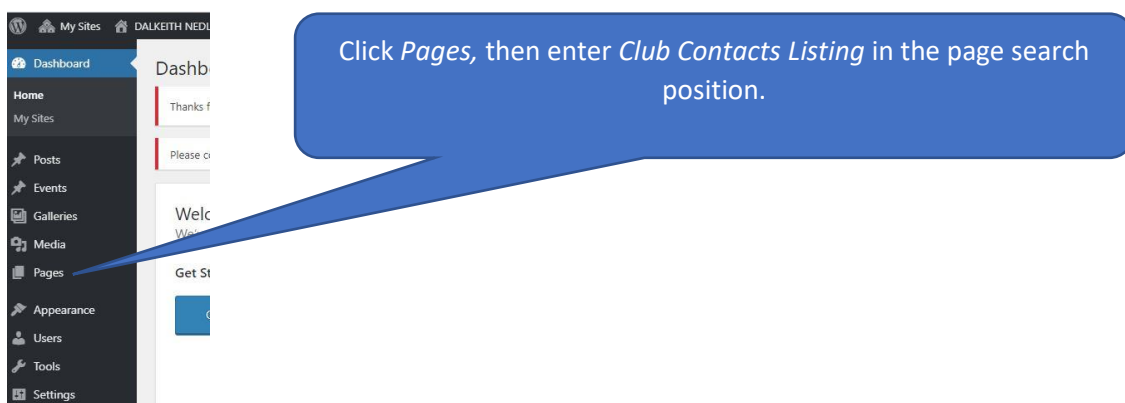 My Sites
DALKEITH NEDL
Click Pages, then enter Club Contacts Listing in the page search
position.
Dashboard
Dashb
Home
My Sites
Thanks f
Posts
Please c
Events
Galleries
Welc
Media
We'
Pages
Get St
Appearance
Users
Tools
Settings